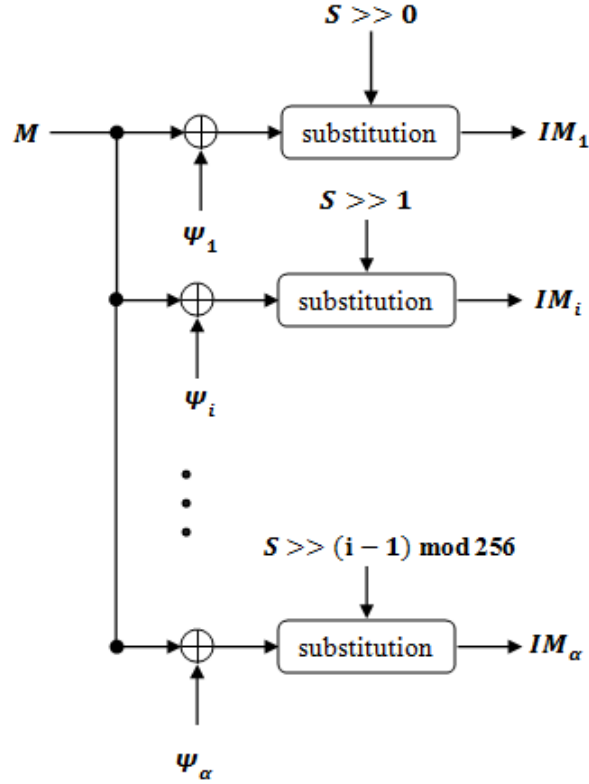 S >> 0
M
substitution
IM₁
Ψ₁
S >> 1
substitution
IMᵢ
Ψᵢ
S >> (i − 1) mod 256
substitution
IMα
Ψα